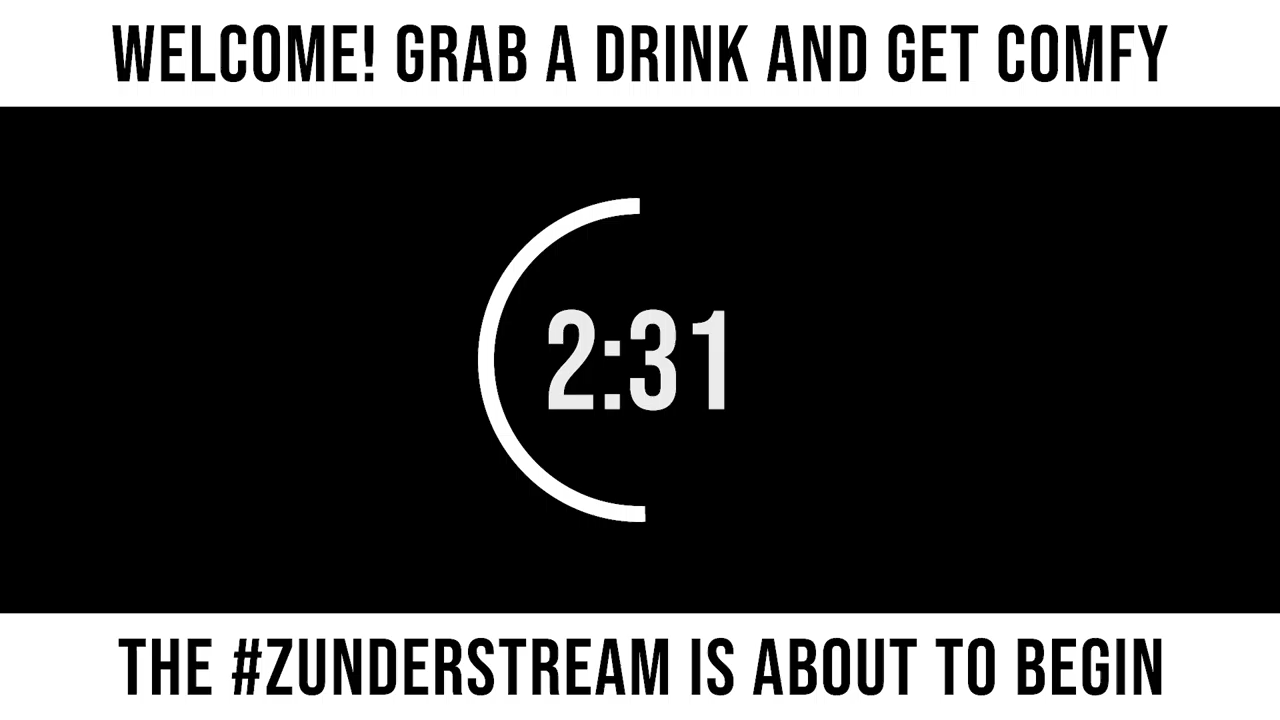 WELCOME! GRAB A DRINK AND GET COMFY
2:31
THE #ZUNDERSTREAM IS ABOUT TO BEGIN